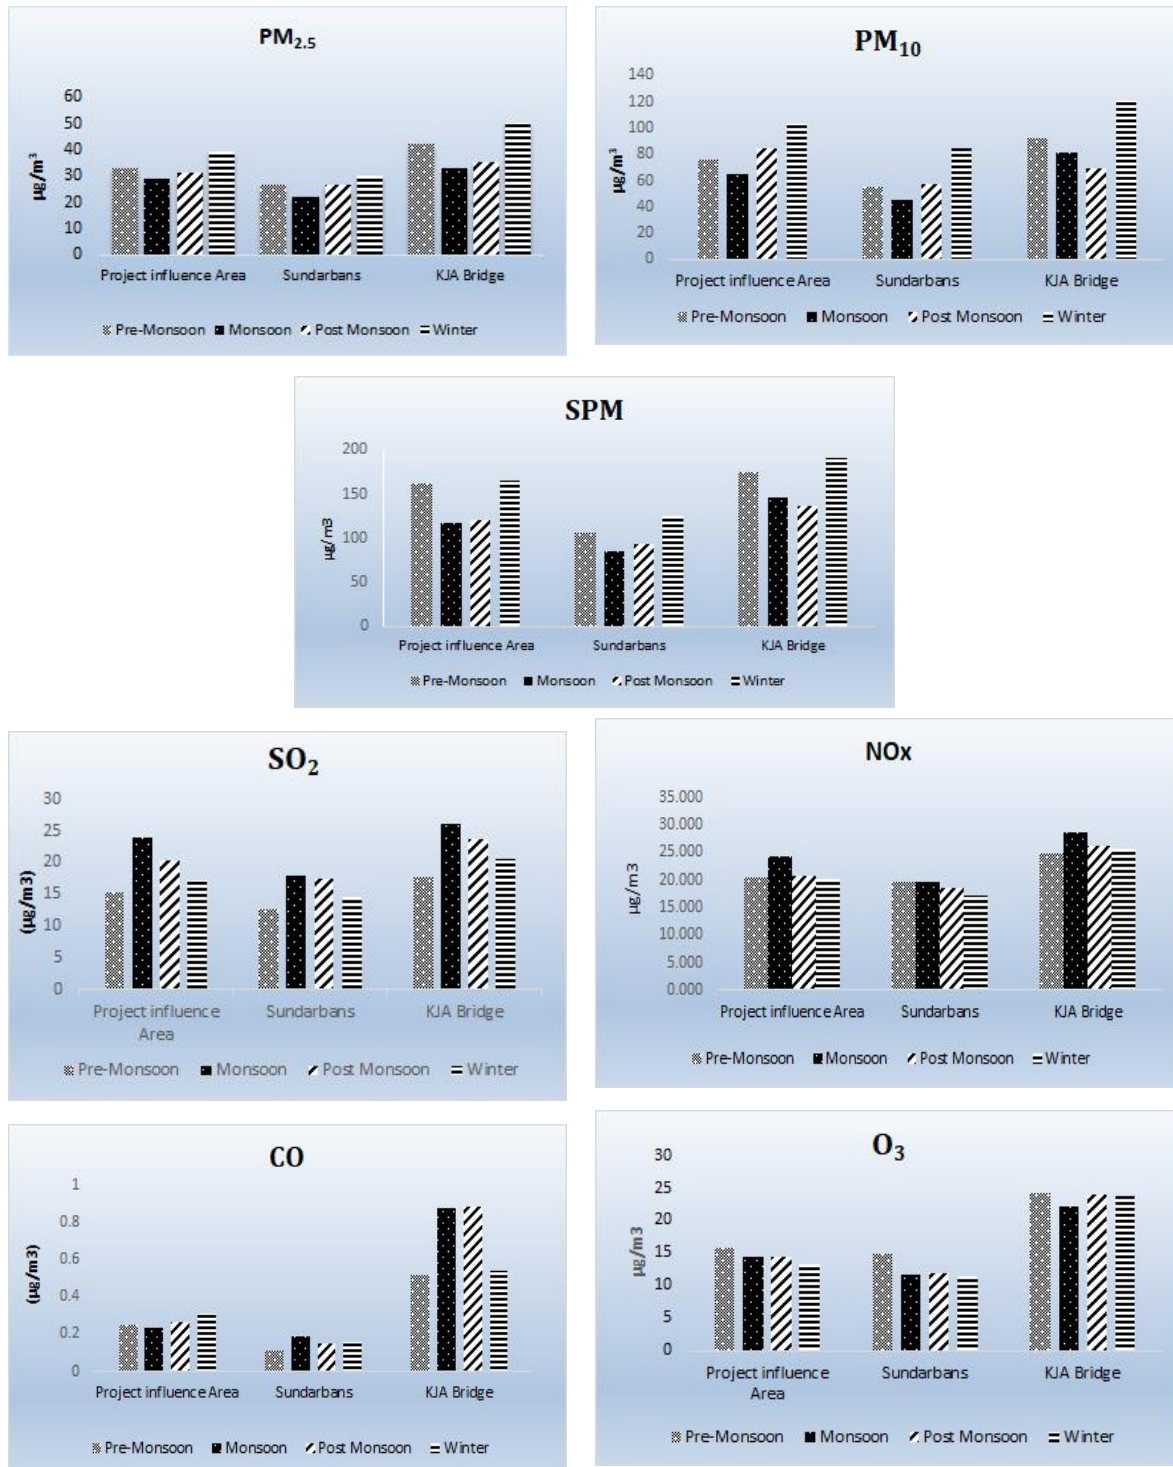 PM2.5
60
50
40
30
20
10
0
µg/m³
Project influence Area Sundarbans KJA Bridge
Pre-Monsoon Monsoon Post Monsoon Winter
PM10
140
120
100
80
60
40
20
0
µg/m³
Project influence Area Sundarbans KJA Bridge
Pre-Monsoon Monsoon Post Monsoon Winter
SPM
200
150
100
50
0
µg/m3
Project influence Area Sundarbans KJA Bridge
Pre-Monsoon Monsoon Post Monsoon Winter
SO2
30
25
20
15
10
5
0
(µg/m3)
Project influence Area Sundarbans KJA Bridge
Pre-Monsoon Monsoon Post Monsoon Winter
NOx
35.000
30.000
25.000
20.000
15.000
10.000
5.000
0.000
µg/m3
Project influence Area Sundarbans KJA Bridge
Pre-Monsoon Monsoon Post Monsoon Winter
CO
1
0.8
0.6
0.4
0.2
0
(µg/m3)
Project influence Area Sundarbans KJA Bridge
Pre-Monsoon Monsoon Post Monsoon Winter
O3
30
25
20
15
10
5
0
µg/m3
Project influence Area Sundarbans KJA Bridge
Pre-Monsoon Monsoon Post Monsoon Winter